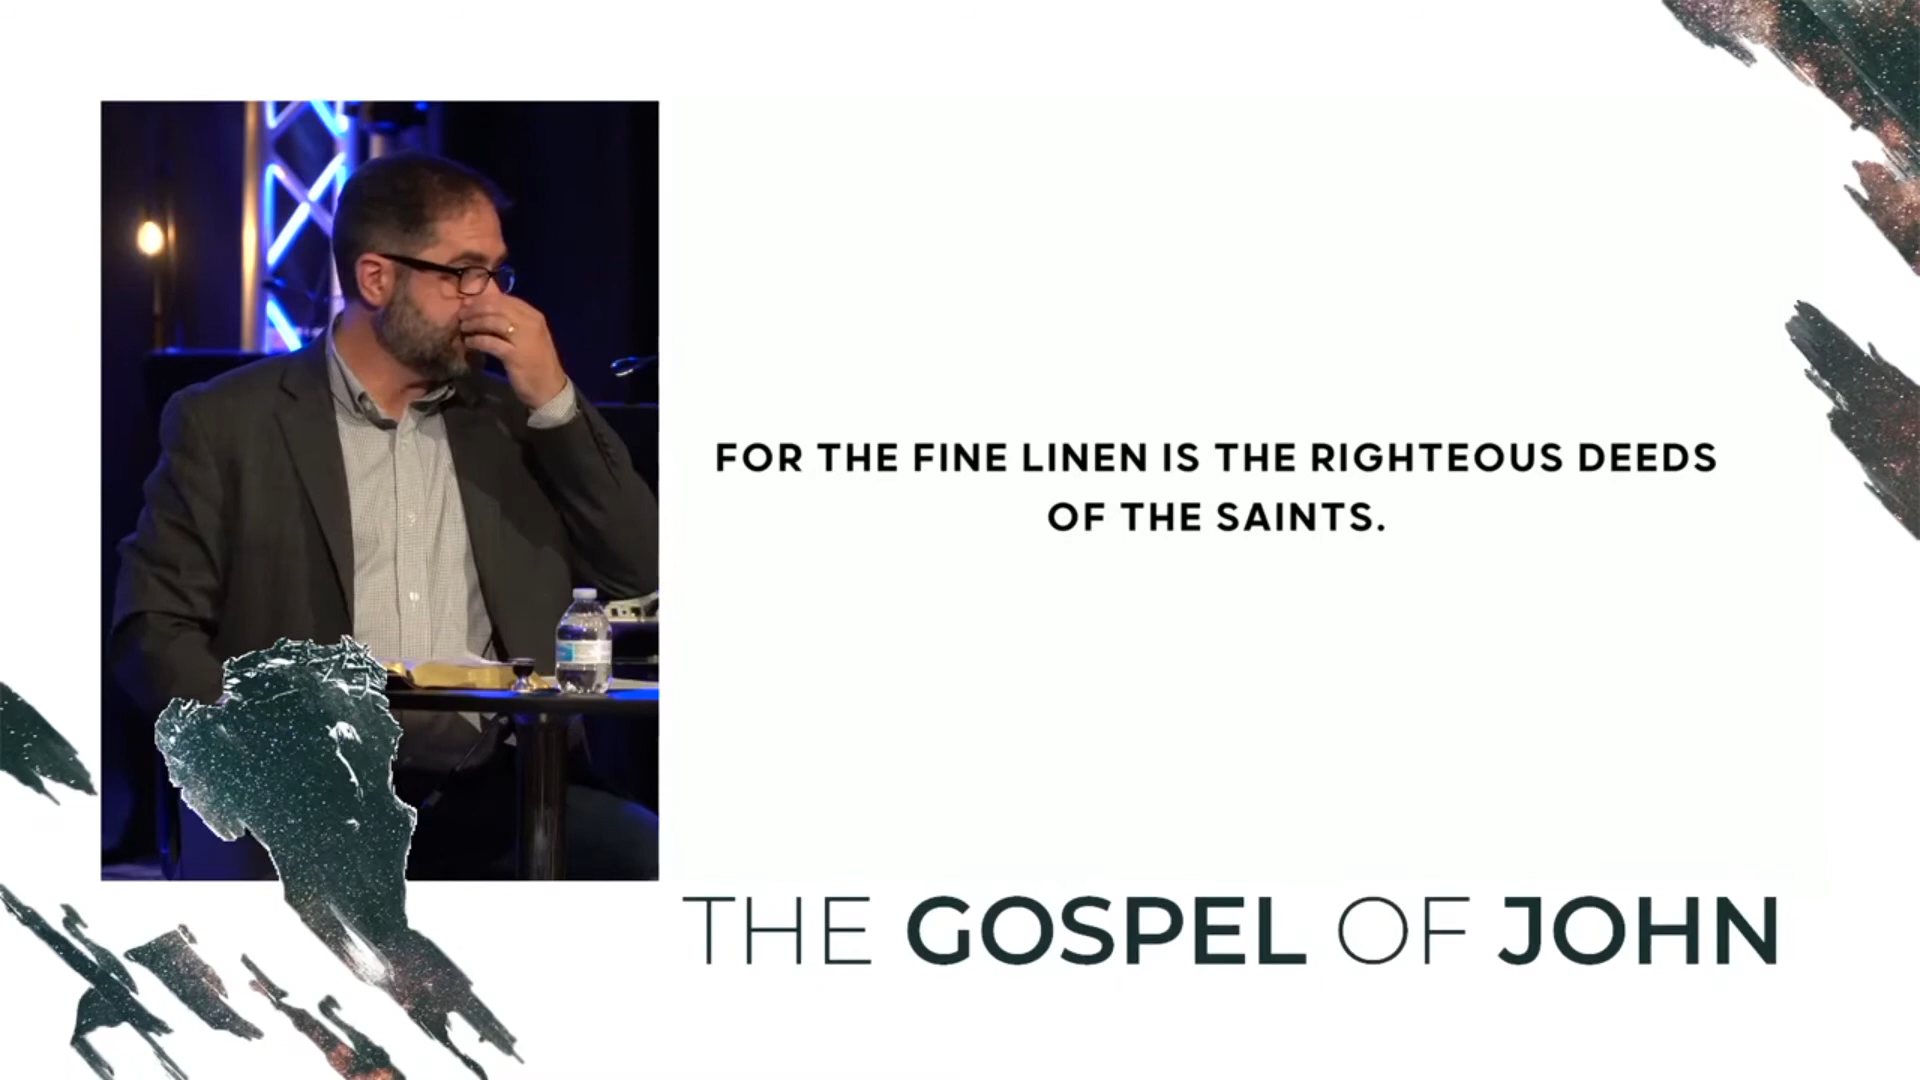 FOR THE FINE LINEN IS THE RIGHTEOUS DEEDS
OF THE SAINTS.
THE GOSPEL OF JOHN